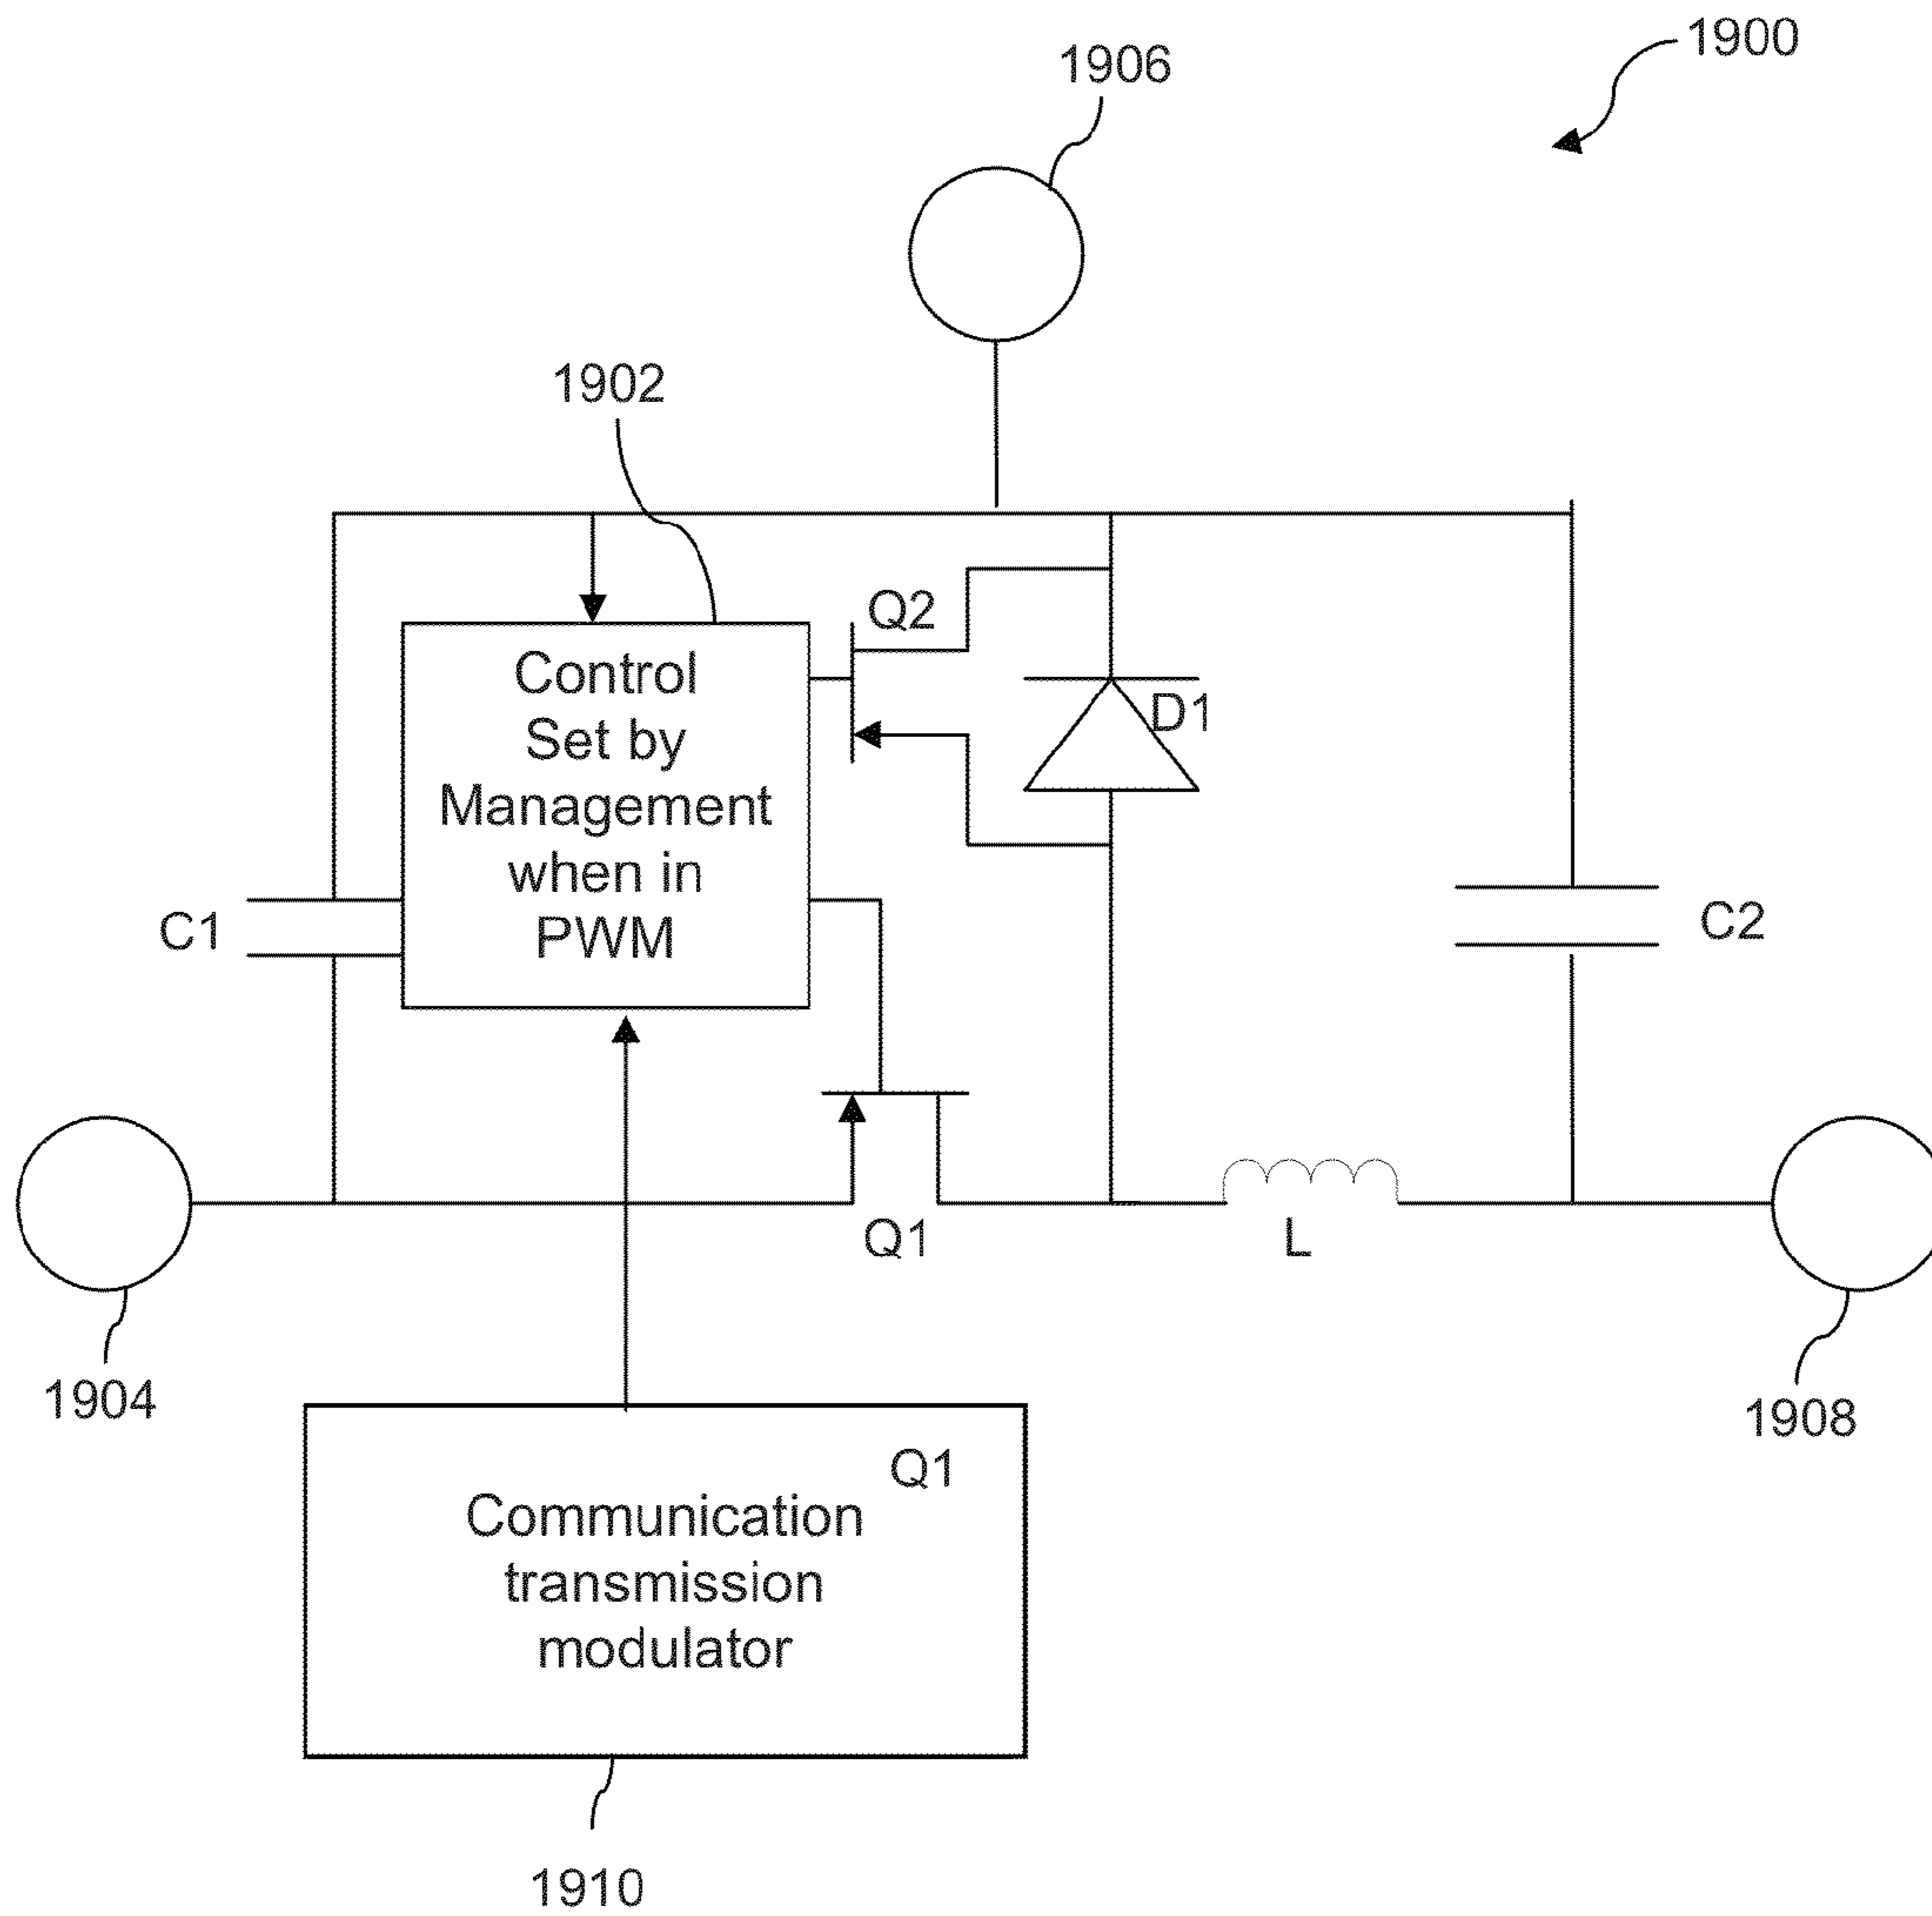 1900
1906
1902
Q2
Control
Set by
Management
when in
PWM
D1
C1
C2
Q1
L
1904
1908
Q1
Communication
transmission
modulator
1910